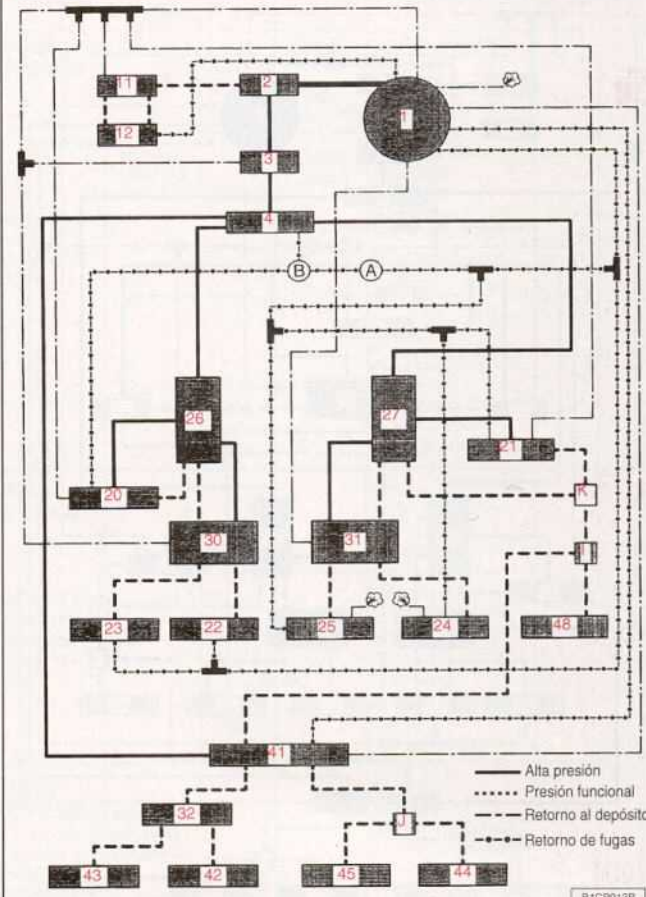 11
2
1
12
3
4
B
A
26
27
21
20
K
30
31
I
23
22
25
24
48
41
Alta presión
Presión funcional
Retorno al depósito
Retorno de fugas
32
J
43
42
45
44